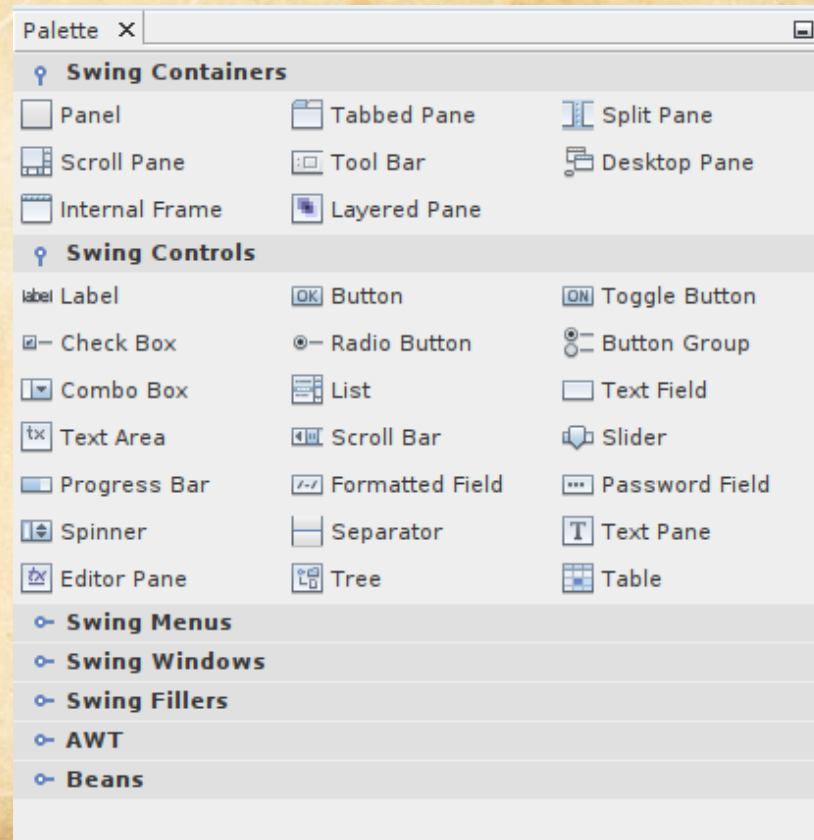 Palette
Swing Containers
Panel Tabbed Pane Split Pane
Scroll Pane Tool Bar Desktop Pane
Internal Frame Layered Pane
Swing Controls
label Label OK Button ON Toggle Button
Check Box Radio Button Button Group
Combo Box List Text Field
tx Text Area Scroll Bar Slider
Progress Bar Formatted Field Password Field
Spinner Separator T Text Pane
tx Editor Pane Tree Table
Swing Menus
Swing Windows
Swing Fillers
AWT
Beans